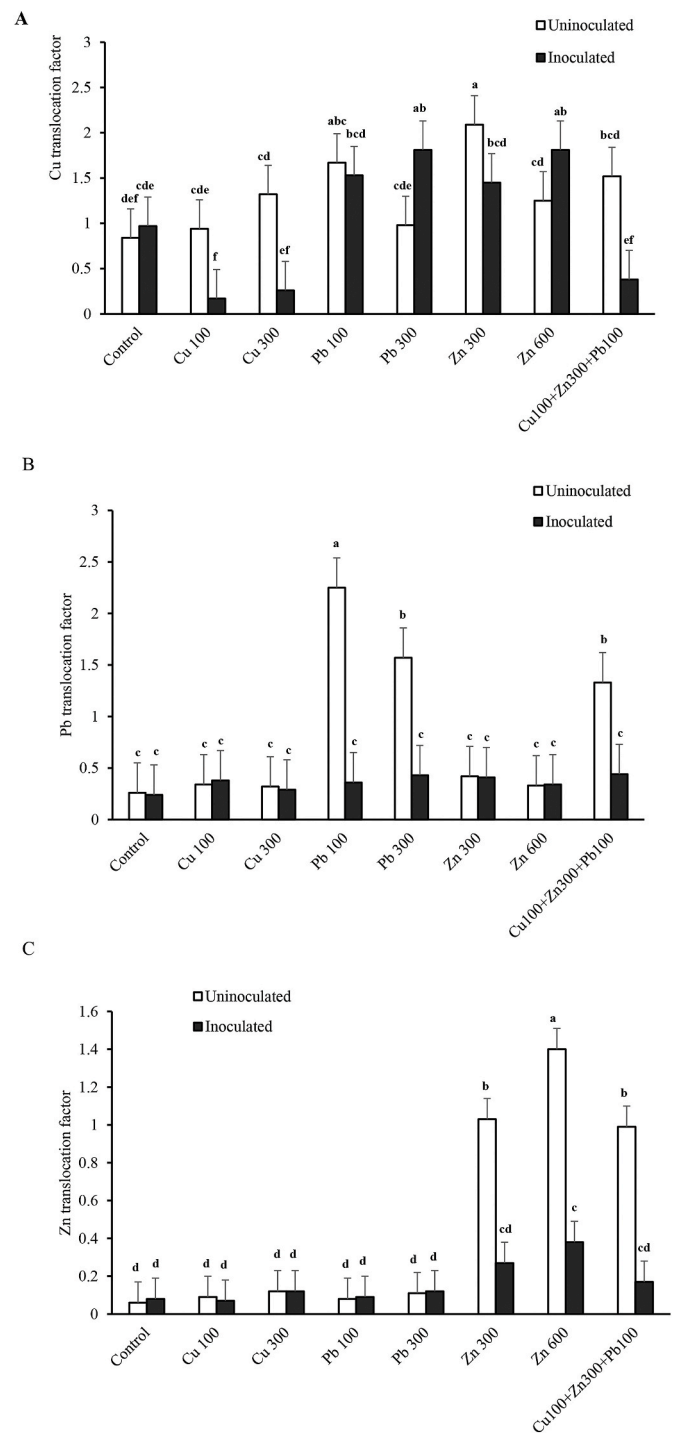 A
Uninoculated
Inoculated
Cu translocation factor
3
2.5
2
1.5
1
0.5
0
def
cde
cde
f
cd
ef
abc
bcd
cde
ab
a
bcd
cd
ab
bcd
ef
Control
Cu 100
Cu 300
Pb 100
Pb 300
Zn 300
Zn 600
Cu100+Zn300+Pb100
B
Uninoculated
Inoculated
Pb translocation factor
3
2.5
2
1.5
1
0.5
0
c
c
c
c
c
c
a
c
b
c
c
c
c
c
b
c
Control
Cu 100
Cu 300
Pb 100
Pb 300
Zn 300
Zn 600
Cu100+Zn300+Pb100
C
Uninoculated
Inoculated
Zn translocation factor
1.6
1.4
1.2
1
0.8
0.6
0.4
0.2
0
d
d
d
d
d
d
d
d
d
d
b
cd
a
c
b
cd
Control
Cu 100
Cu 300
Pb 100
Pb 300
Zn 300
Zn 600
Cu100+Zn300+Pb100